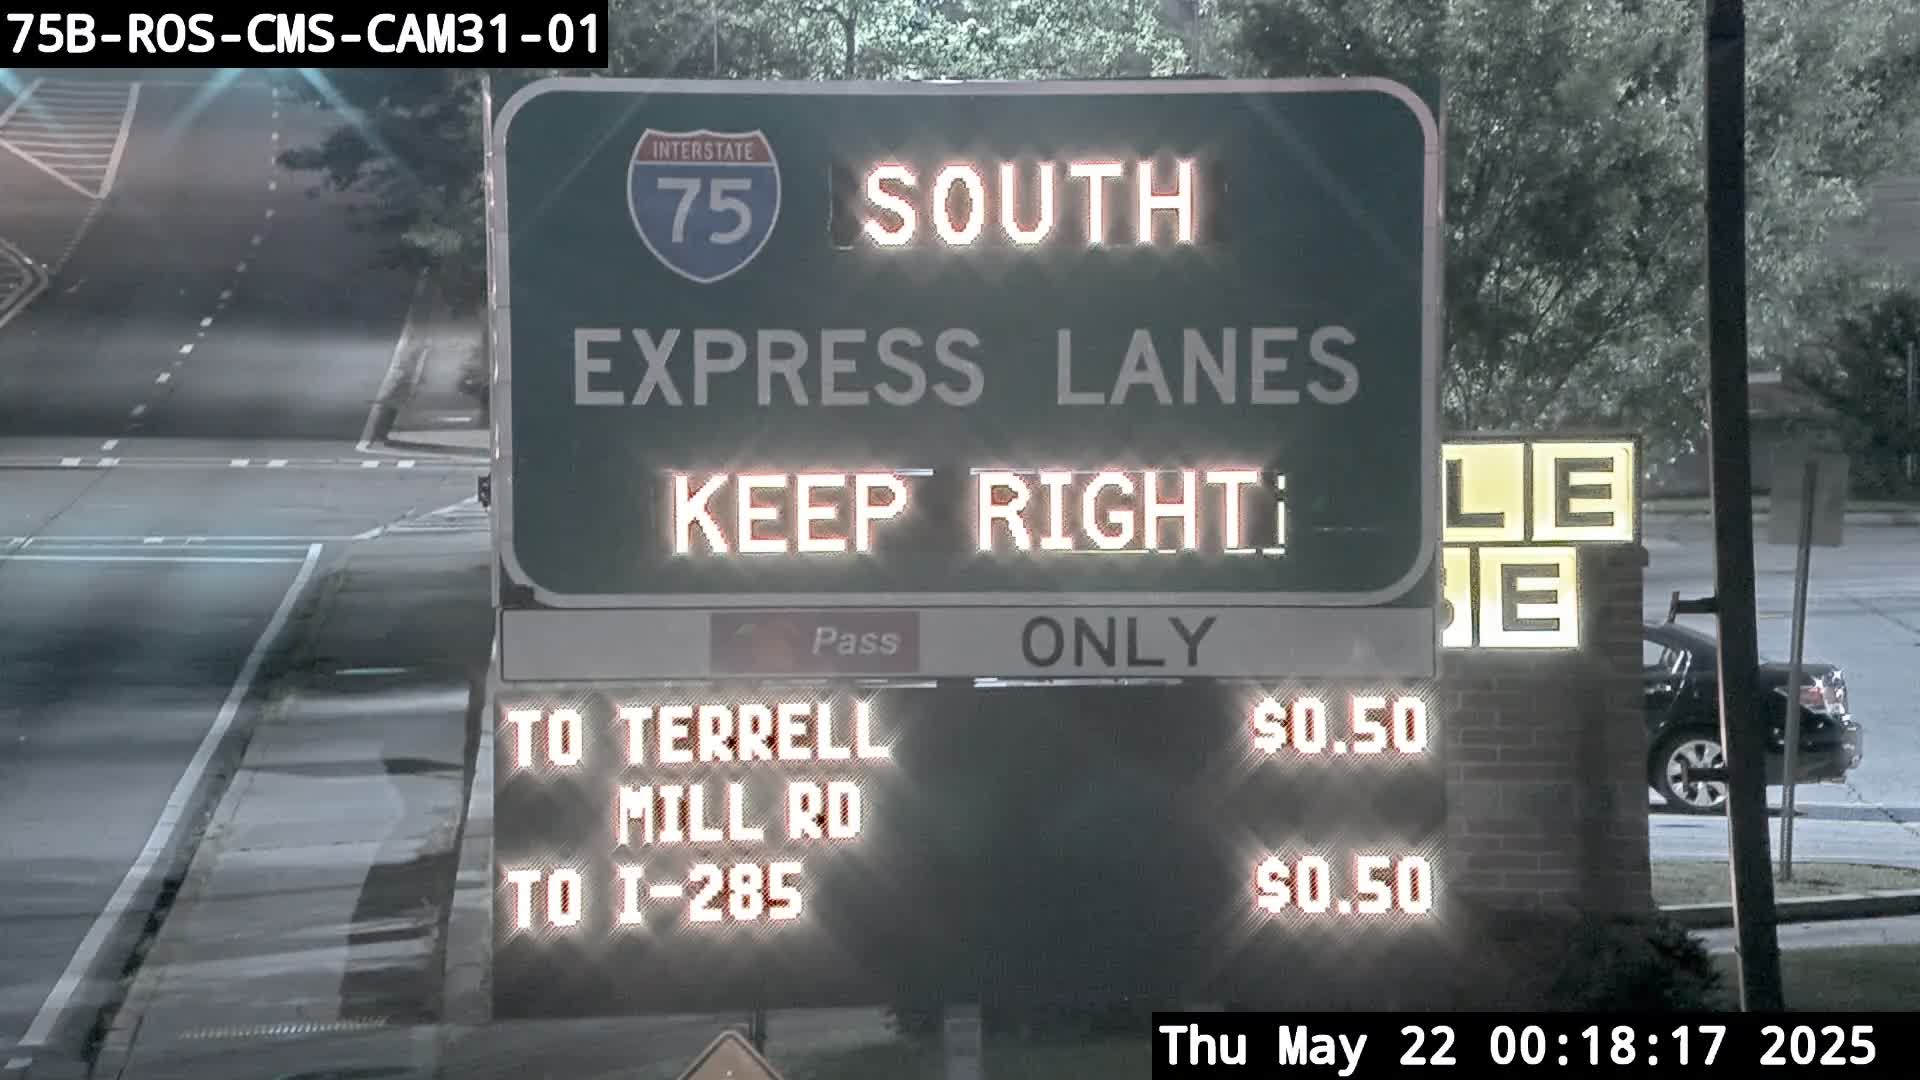 75B-ROS-CMS-CAM31-01
INTERSTATE
75
SOUTH
EXPRESS LANES
KEEP RIGHT
Pass ONLY
TO TERRELL $0.50
MILL RD
TO I-285 $0.50
LE
E
Thu May 22 00:18:17 2025